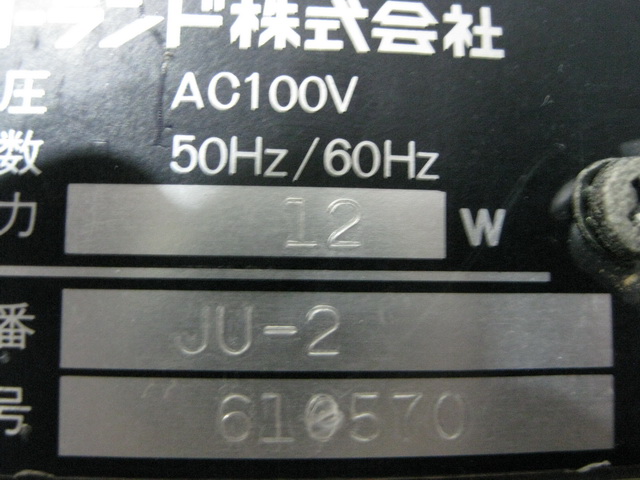 トランド株式会社
圧 AC100V
数 50Hz/60Hz
力 12 W
番 JU-2
号 610570